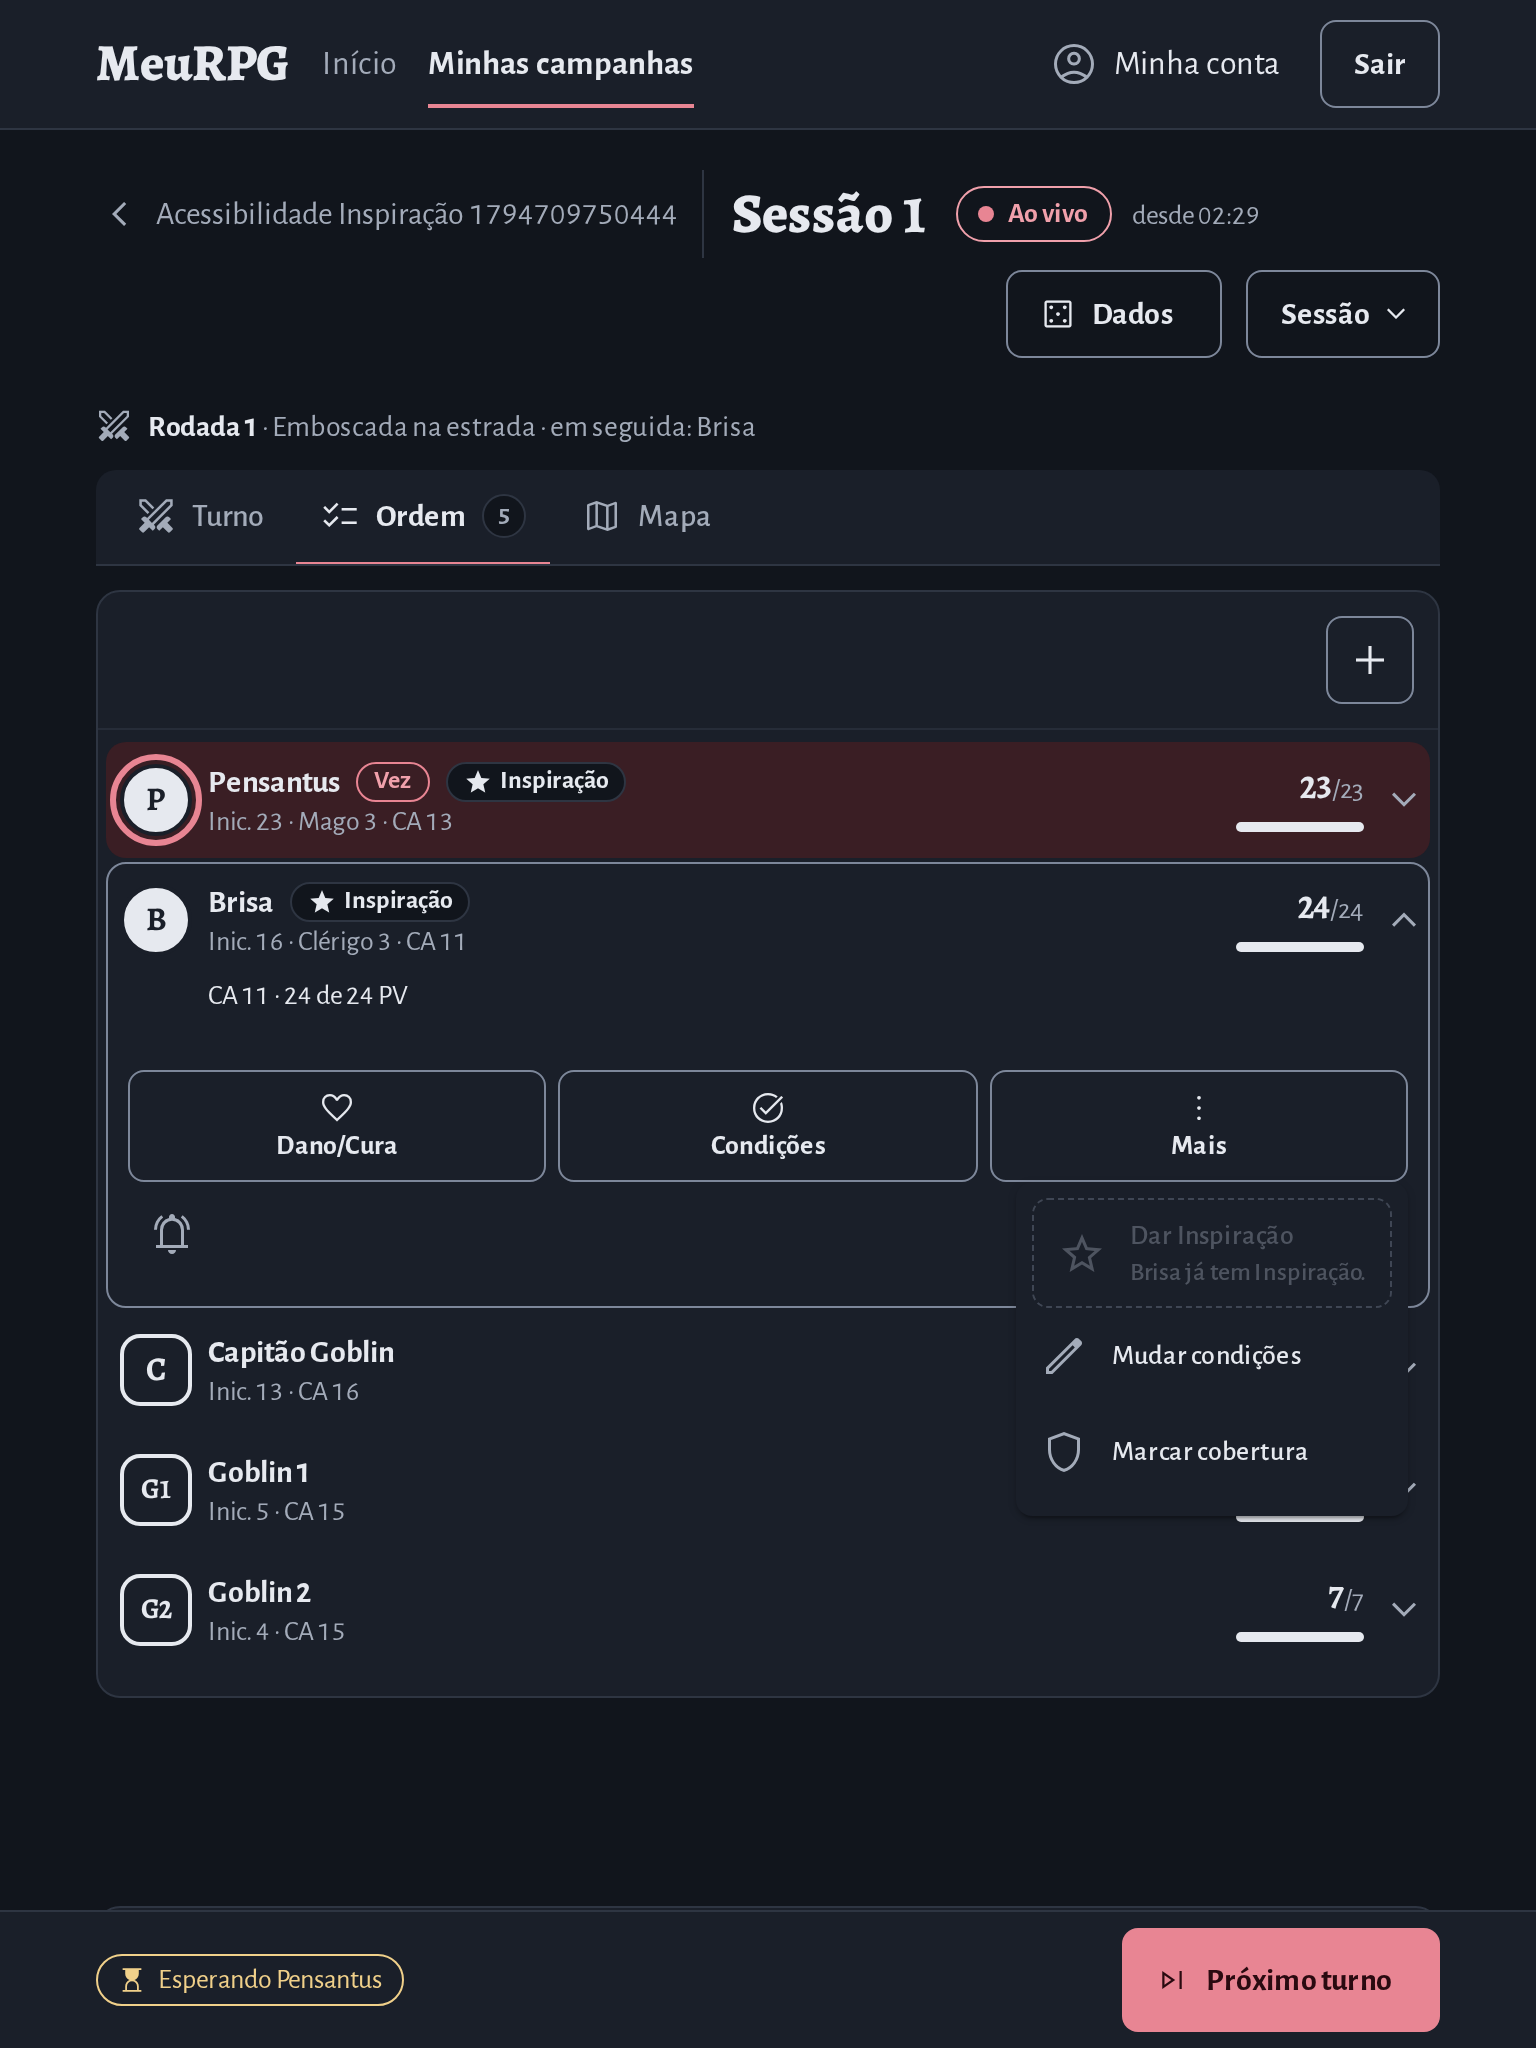 MeuRPG
Início
Minhas campanhas
Minha conta
Sair
Acessibilidade Inspiração 1794709750444
Sessão 1
Ao vivo
desde 02:29
Dados
Sessão
Rodada 1 · Emboscada na estrada · em seguida: Brisa
Turno
Ordem
5
Mapa
P
Pensantus
Vez
Inspiração
Inic. 23 · Mago 3 · CA 13
23/23
B
Brisa
Inspiração
Inic. 16 · Clérigo 3 · CA 11
24/24
CA 11 · 24 de 24 PV
Dano/Cura
Condições
Mais
Dar Inspiração
Brisa já tem Inspiração.
Mudar condições
Marcar cobertura
C
Capitão Goblin
Inic. 13 · CA 16
G1
Goblin 1
Inic. 5 · CA 15
G2
Goblin 2
Inic. 4 · CA 15
7/7
Esperando Pensantus
Próximo turno